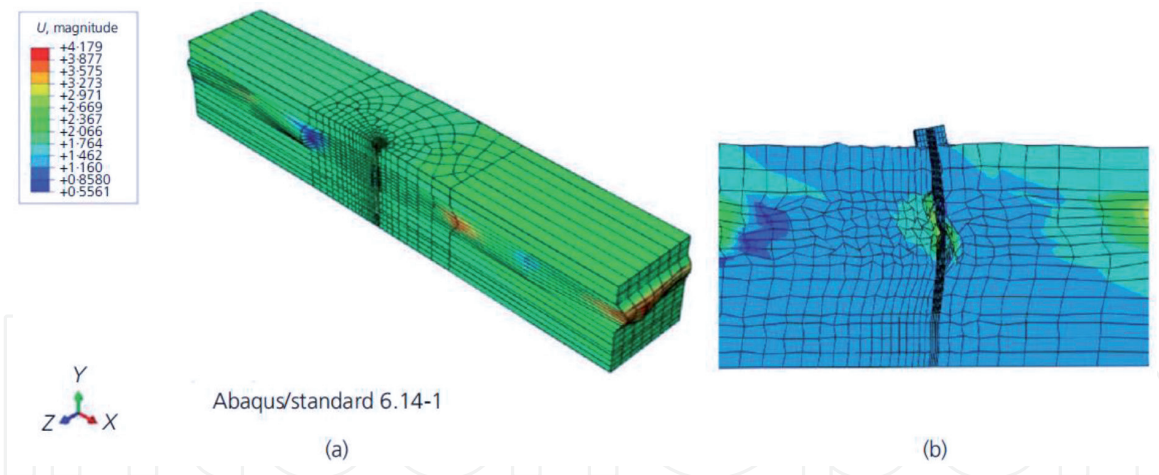 U, magnitude
+4·179
+3·877
+3·575
+3·273
+2·971
+2·669
+2·367
+2·066
+1·764
+1·462
+1·160
+0·8580
+0·5561
Y
Z
X
Abaqus/standard 6.14-1
(a)
(b)